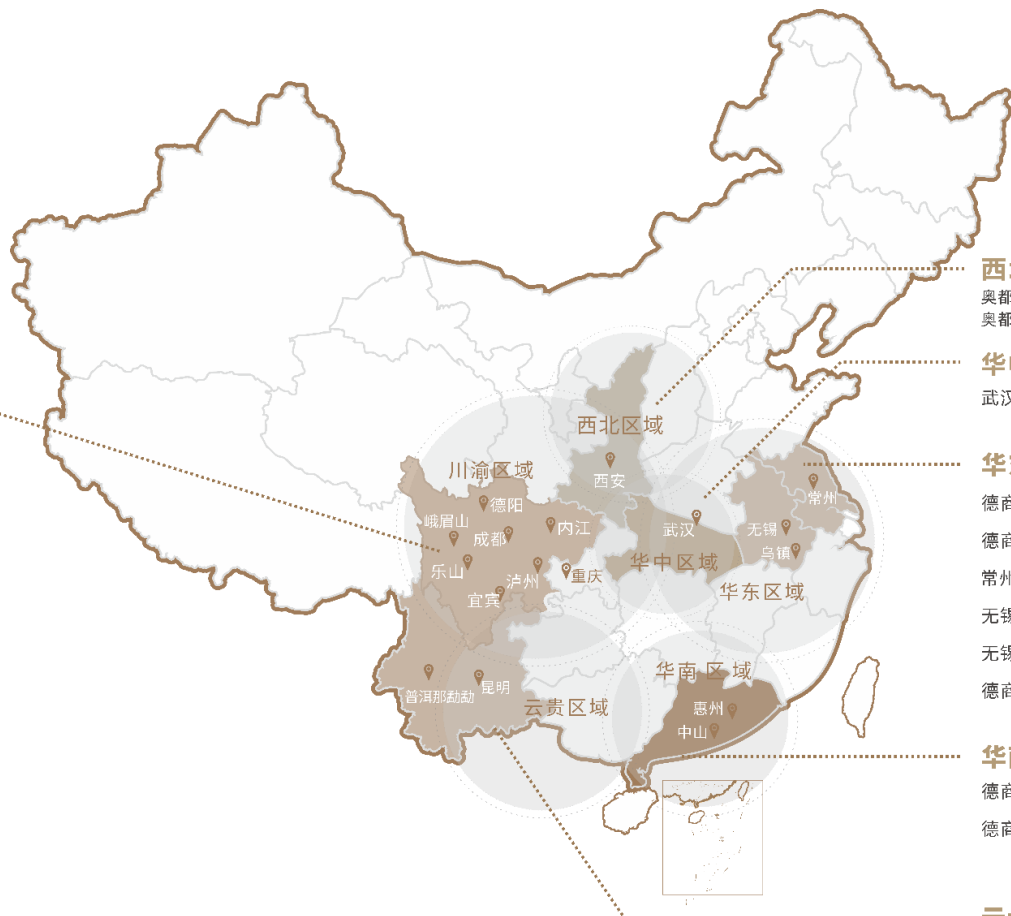 西北区域
西安
川渝区域
德阳
峨眉山
成都
内江
乐山
泸州
重庆
宜宾
武汉
华中区域
常州
无锡
乌镇
华东区域
普洱那勐勐
昆明
云贵区域
华南区域
惠州
中山
西
奥都
奥都
华
武汉
华
德商
德商
常州
无锡
无锡
德商
华
德商
德商